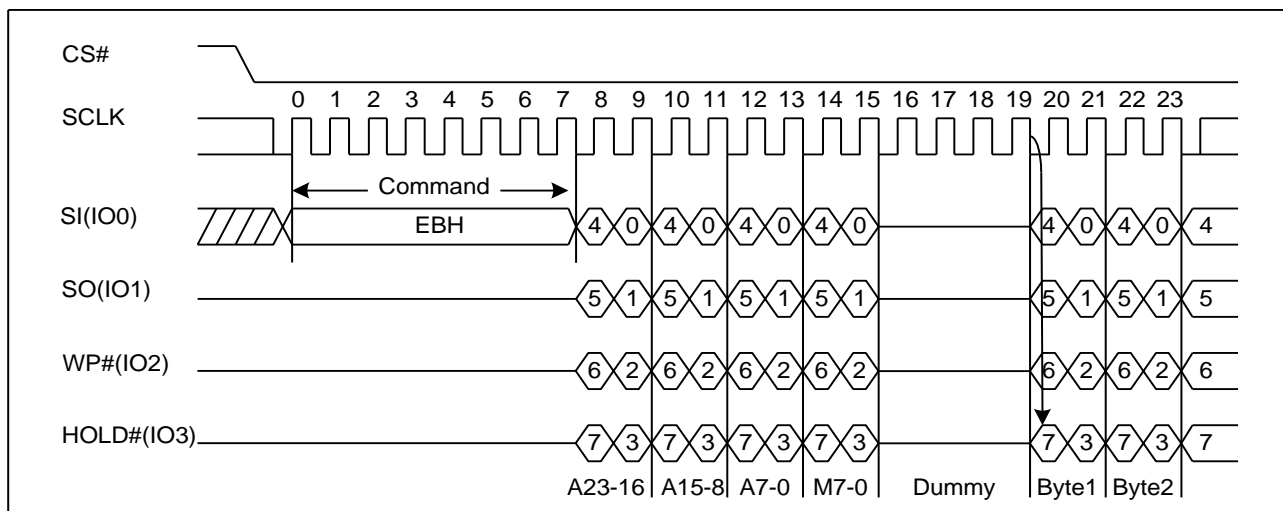 CS#
0 1 2 3 4 5 6 7 8 9 10 11 12 13 14 15 16 17 18 19 20 21 22 23
SCLK
Command
SI(IO0) EBH 4 0 4 0 4 0 4 0 4 0 4 0 4
SO(IO1) 5 1 5 1 5 1 5 1 5 1 5 1 5
WP#(IO2) 6 2 6 2 6 2 6 2 6 2 6 2 6
HOLD#(IO3) 7 3 7 3 7 3 7 3 7 3 7 3 7
A23-16 A15-8 A7-0 M7-0 Dummy Byte1 Byte2